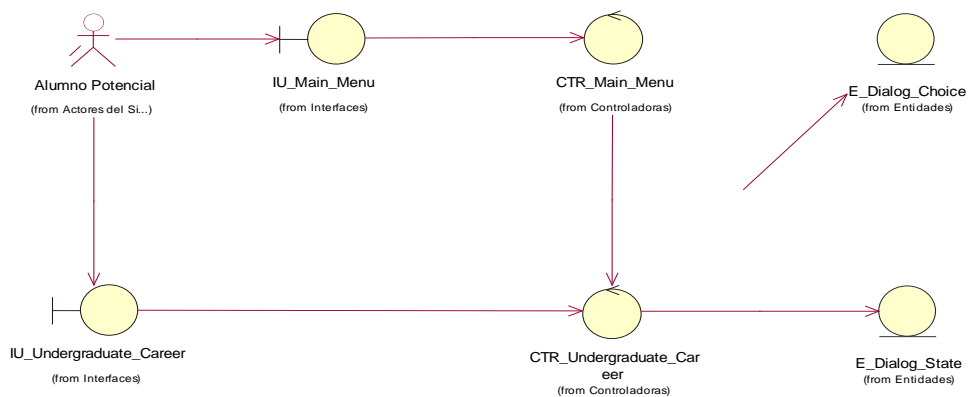 Alumno Potencial
(from Actores del Si...)
IU_Main_Menu
(from Interfaces)
CTR_Main_Menu
(from Controladoras)
E_Dialog_Choice
(from Entidades)
IU_Undergraduate_Career
(from Interfaces)
CTR_Undergraduate_Car
eer
(from Controladoras)
E_Dialog_State
(from Entidades)